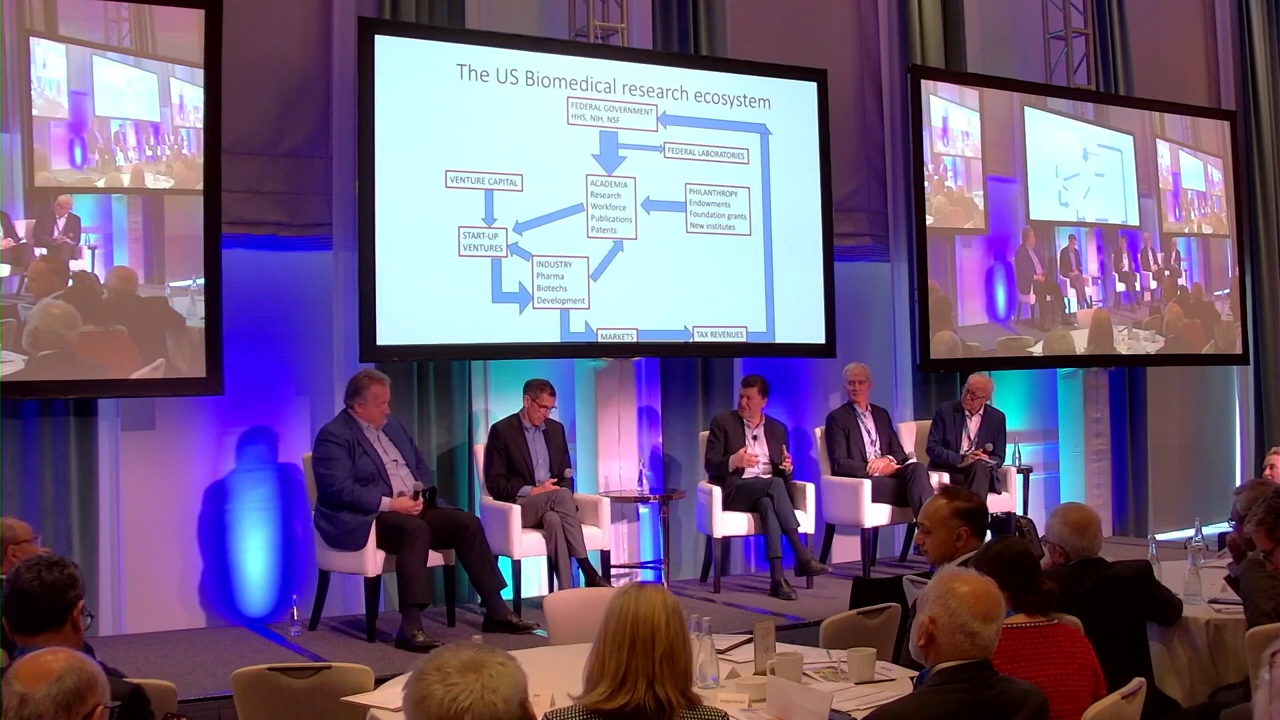 The US Biomedical research ecosystem
FEDERAL GOVERNMENT
HHS, NIH, NSF
FEDERAL LABORATORIES
VENTURE CAPITAL
ACADEMIA
Research
Workforce
Publications
Patents
PHILANTHROPY
Endowments
Foundation grants
New institutes
START-UP
VENTURES
INDUSTRY
Pharma
Biotechs
Development
MARKETS
TAX REVENUES